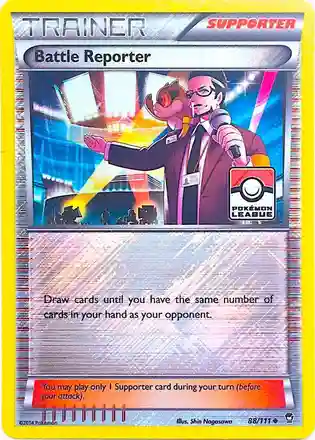 TRAINER
SUPPORTER
Battle Reporter
POKÉMON
LEAGUE
Draw cards until you have the same number of
cards in your hand as your opponent.
You may play only 1 Supporter card during your turn (before
your attack).
©2014 Pokémon
Illus. Shin Nagasawa
88/111